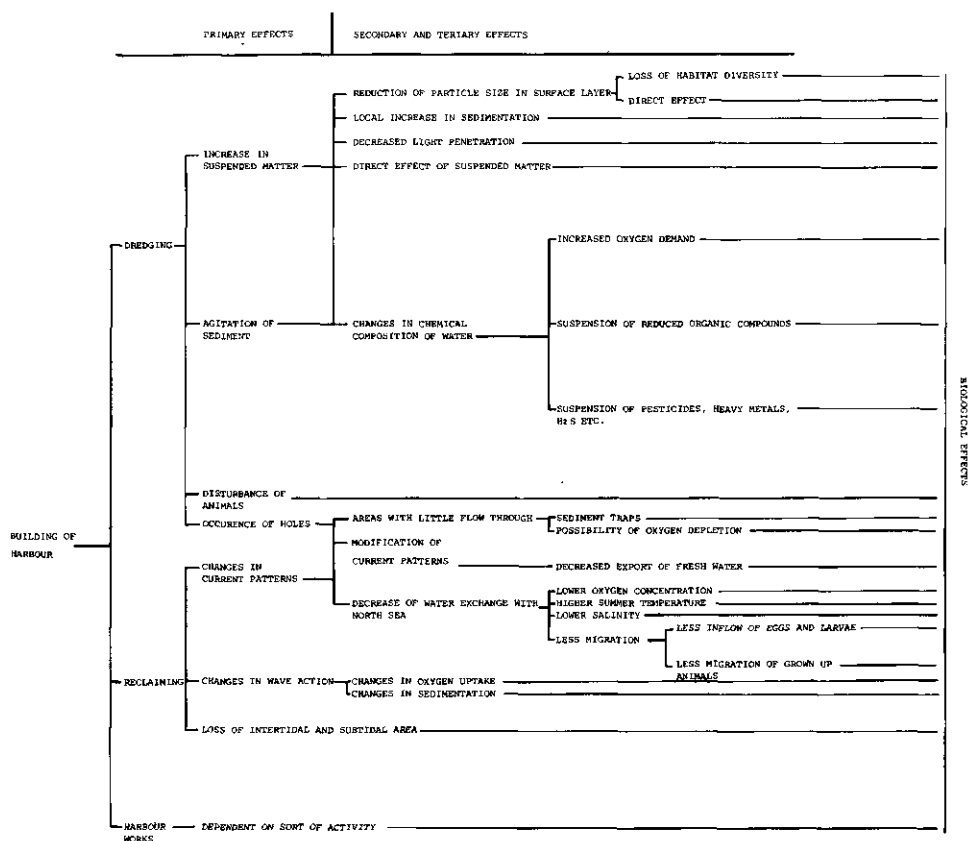 PRIMARY EFFECTS
SECONDARY AND TERTIARY EFFECTS
LOSS OF HABITAT DIVERSITY
REDUCTION OF PARTICLE SIZE IN SURFACE LAYER
DIRECT EFFECT
LOCAL INCREASE IN SEDIMENTATION
DECREASED LIGHT PENETRATION
INCREASE IN
SUSPENDED MATTER
DIRECT EFFECT OF SUSPENDED MATTER
DREDGING
INCREASED OXYGEN DEMAND
AGITATION OF
SEDIMENT
CHANGES IN CHEMICAL
COMPOSITION OF WATER
SUSPENSION OF REDUCED ORGANIC COMPOUNDS
SUSPENSION OF PESTICIDES, HEAVY METALS,
H2S ETC.
BIOLOGICAL EFFECTS
DISTURBANCE OF
ANIMALS
OCCURENCE OF HOLES
AREAS WITH LITTLE FLOW THROUGH
SEDIMENT TRAPS
POSSIBILITY OF OXYGEN DEPLETION
BUILDING OF
HARBOUR
MODIFICATION OF
CURRENT PATTERNS
DECREASED EXPORT OF FRESH WATER
CHANGES IN
CURRENT PATTERNS
DECREASE OF WATER EXCHANGE WITH
NORTH SEA
LOWER OXYGEN CONCENTRATION
HIGHER SUMMER TEMPERATURE
LOWER SALINITY
LESS MIGRATION
LESS INFLOW OF EGGS AND LARVAE
LESS MIGRATION OF GROWN UP
ANIMALS
RECLAIMING
CHANGES IN WAVE ACTION
CHANGES IN OXYGEN UPTAKE
CHANGES IN SEDIMENTATION
LOSS OF INTERTIDAL AND SUBTIDAL AREA
HARBOUR
WORKS
DEPENDENT ON SORT OF ACTIVITY